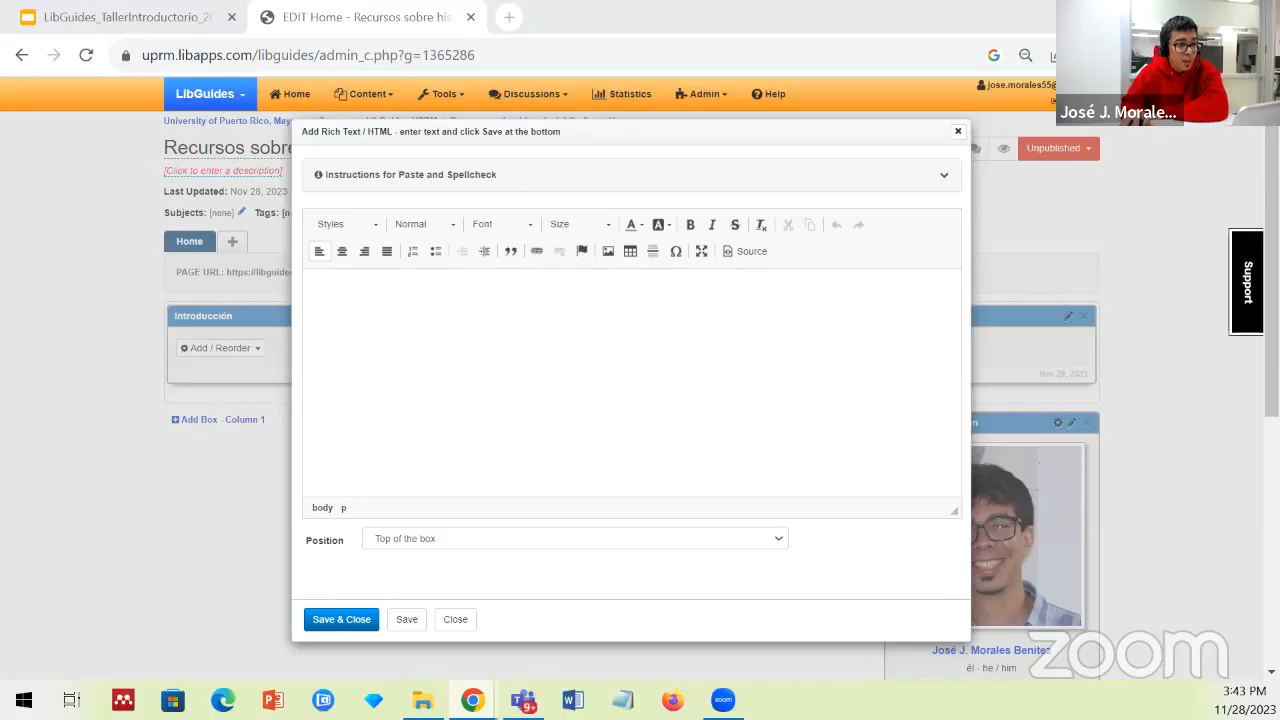 LibGuides_TallerIntroductorio_20
EDIT Home - Recursos sobre his
uprm.libapps.com/libguides/admin_c.php?g=1365286
LibGuides
Home
Content
Tools
Discussions
Statistics
Admin
Help
jose.morales55@
José J. Morale...
University of Puerto Rico, May
Recursos sobre
[Click to enter a description]
Last Updated: Nov 28, 2023
Subjects: [none] Tags: [n
Unpublished
Home
PAGE URL: https://libguides
Introducción
Add / Reorder
Add Box - Column 1
Add Rich Text / HTML - enter text and click Save at the bottom
Instructions for Paste and Spellcheck
Styles Normal Font Size
Source
body p
Position Top of the box
Save & Close Save Close
Nov 28, 2023
Support
José J. Morales Benítez
él - he / him
zoom
zoom
9+
3:43 PM
11/28/2023